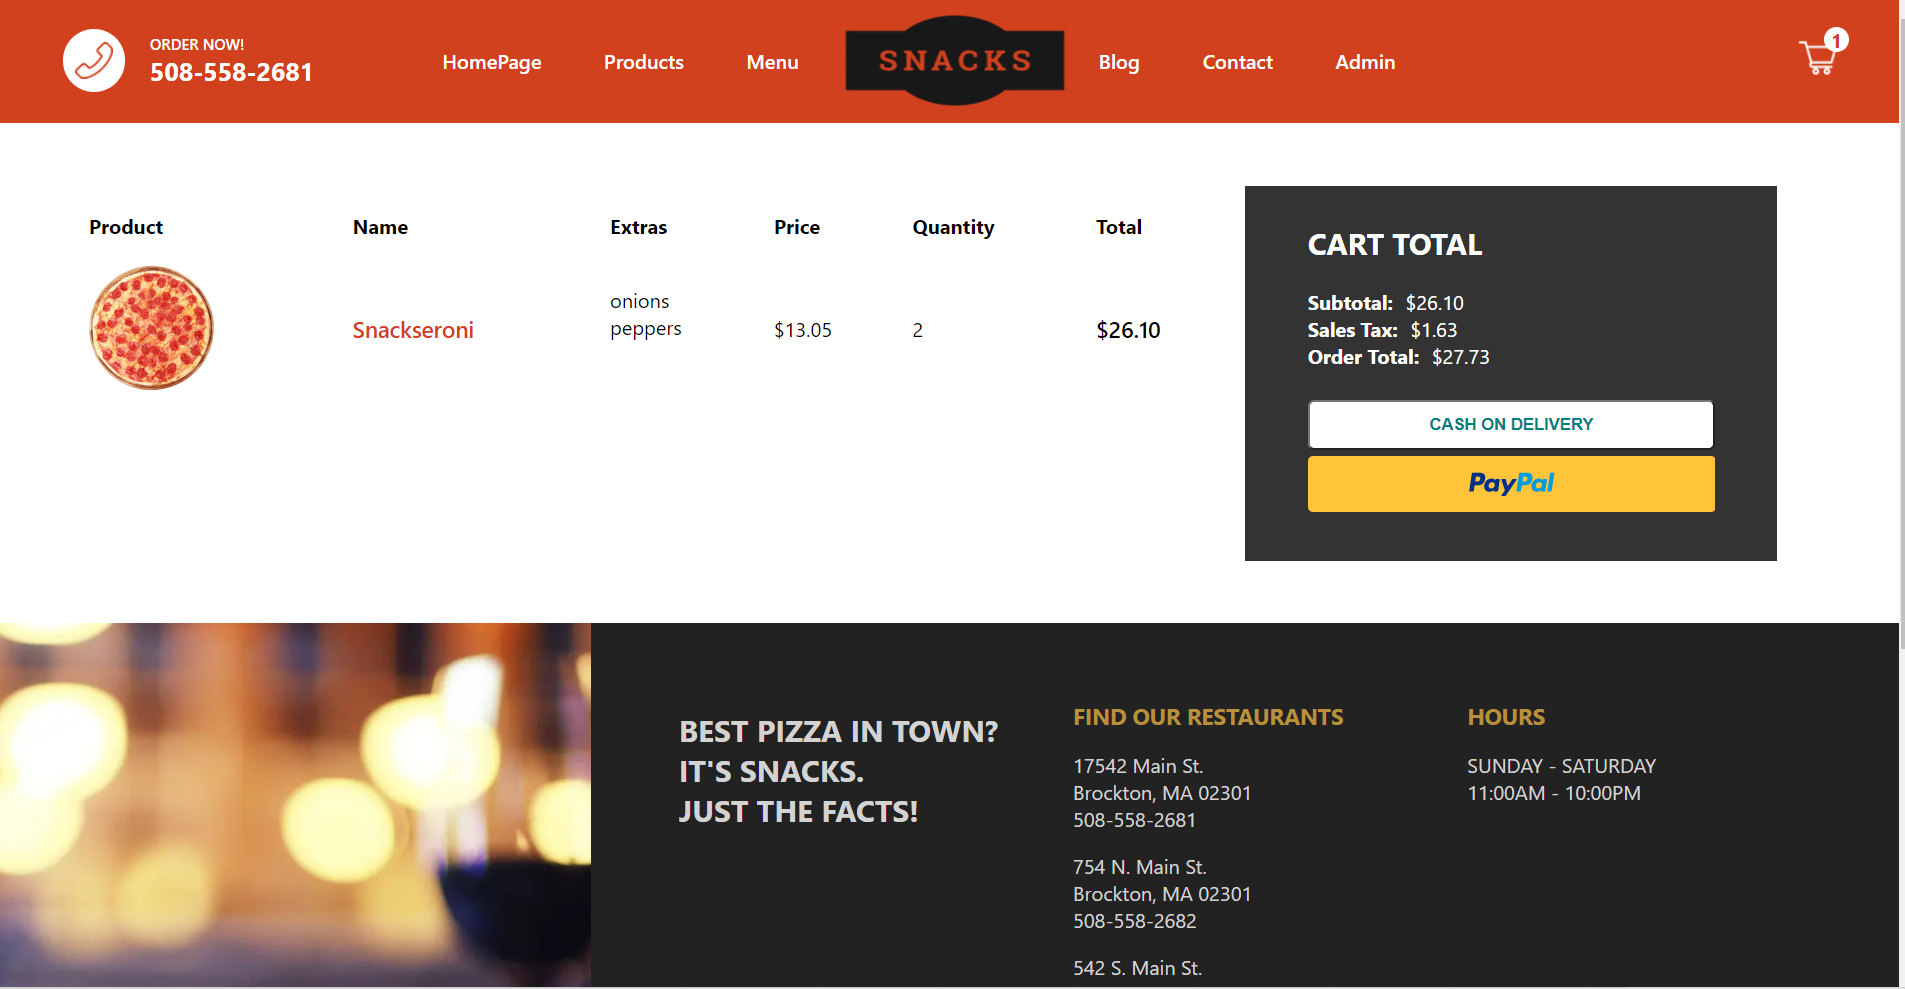 ORDER NOW!
508-558-2681
HomePage
Products
Menu
SNACKS
Blog
Contact
Admin
1
Product Name Extras Price Quantity Total
onions
peppers
Snackseroni
$13.05
2
$26.10
CART TOTAL
Subtotal: $26.10
Sales Tax: $1.63
Order Total: $27.73
CASH ON DELIVERY
PayPal
BEST PIZZA IN TOWN?
IT'S SNACKS.
JUST THE FACTS!
FIND OUR RESTAURANTS
17542 Main St.
Brockton, MA 02301
508-558-2681
754 N. Main St.
Brockton, MA 02301
508-558-2682
542 S. Main St.
HOURS
SUNDAY - SATURDAY
11:00AM - 10:00PM